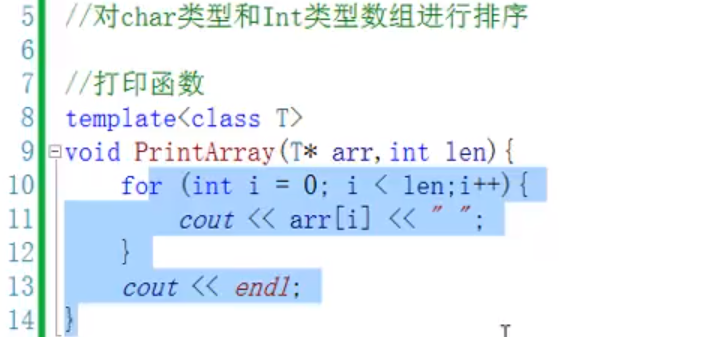 5 //对char类型和Int类型数组进行排序
6
7 //打印函数
8 template<class T>
9 void PrintArray(T* arr,int len){
10 for (int i = 0; i < len;i++){
11 cout << arr[i] << " ";
12 }
13 cout << endl;
14 }